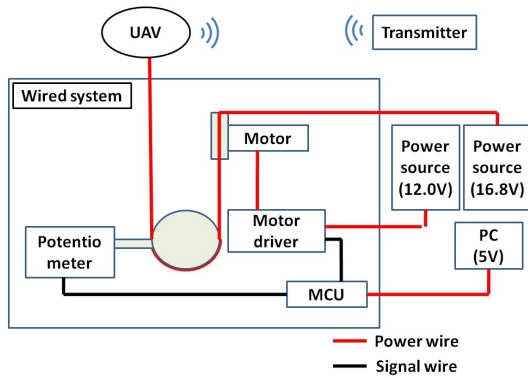 UAV
Transmitter
Wired system
Motor
Power
source
(12.0V)
Power
source
(16.8V)
Motor
driver
Potentio
meter
PC
(5V)
MCU
Power wire
Signal wire